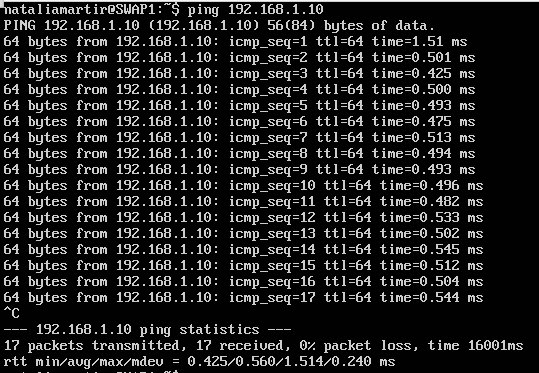 nataliamartir@SWAP1:~$ ping 192.168.1.10
PING 192.168.1.10 (192.168.1.10) 56(84) bytes of data.
64 bytes from 192.168.1.10: icmp_seq=1 ttl=64 time=1.51 ms
64 bytes from 192.168.1.10: icmp_seq=2 ttl=64 time=0.501 ms
64 bytes from 192.168.1.10: icmp_seq=3 ttl=64 time=0.425 ms
64 bytes from 192.168.1.10: icmp_seq=4 ttl=64 time=0.500 ms
64 bytes from 192.168.1.10: icmp_seq=5 ttl=64 time=0.493 ms
64 bytes from 192.168.1.10: icmp_seq=6 ttl=64 time=0.475 ms
64 bytes from 192.168.1.10: icmp_seq=7 ttl=64 time=0.513 ms
64 bytes from 192.168.1.10: icmp_seq=8 ttl=64 time=0.494 ms
64 bytes from 192.168.1.10: icmp_seq=9 ttl=64 time=0.493 ms
64 bytes from 192.168.1.10: icmp_seq=10 ttl=64 time=0.496 ms
64 bytes from 192.168.1.10: icmp_seq=11 ttl=64 time=0.482 ms
64 bytes from 192.168.1.10: icmp_seq=12 ttl=64 time=0.533 ms
64 bytes from 192.168.1.10: icmp_seq=13 ttl=64 time=0.502 ms
64 bytes from 192.168.1.10: icmp_seq=14 ttl=64 time=0.545 ms
64 bytes from 192.168.1.10: icmp_seq=15 ttl=64 time=0.512 ms
64 bytes from 192.168.1.10: icmp_seq=16 ttl=64 time=0.504 ms
64 bytes from 192.168.1.10: icmp_seq=17 ttl=64 time=0.544 ms
^C
--- 192.168.1.10 ping statistics ---
17 packets transmitted, 17 received, 0% packet loss, time 16001ms
rtt min/avg/max/mdev = 0.425/0.560/1.514/0.240 ms